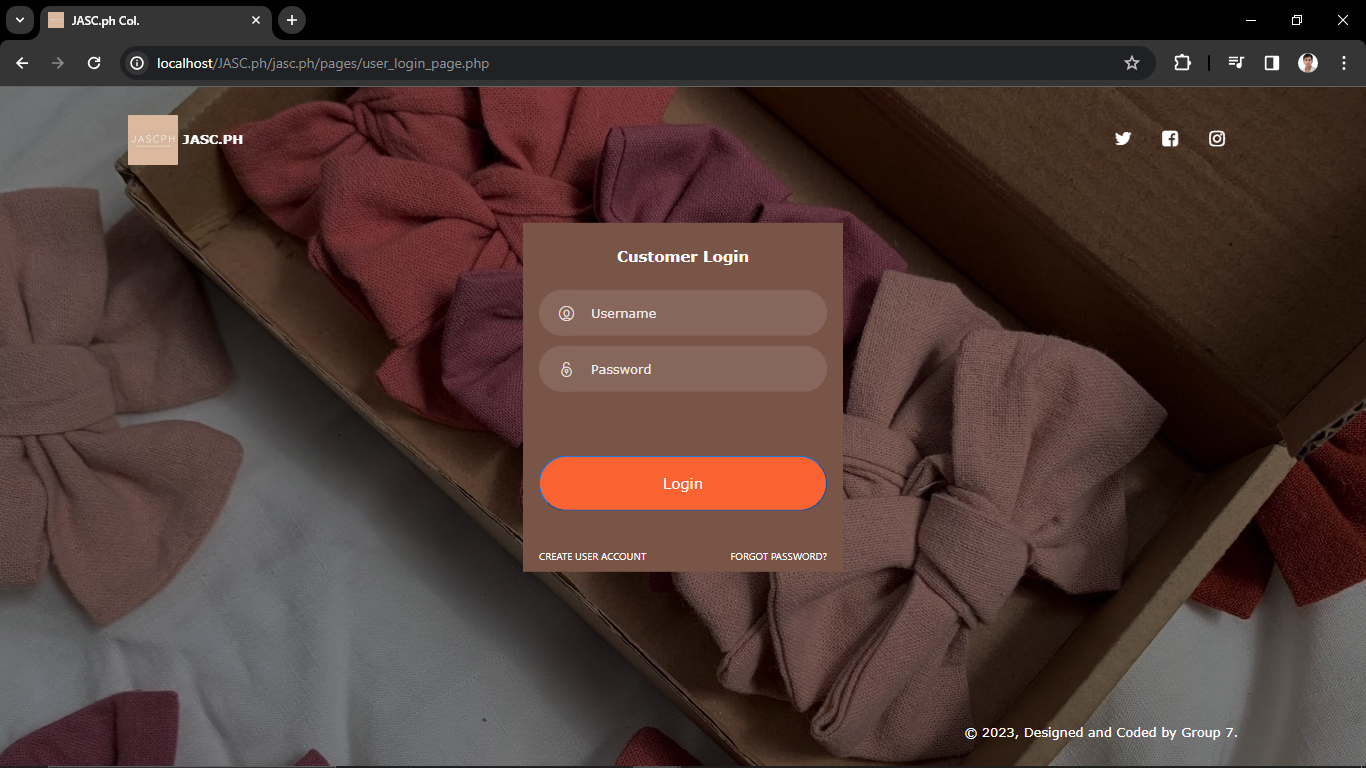 JASC.ph Col.
localhost/JASC.ph/jasc.ph/pages/user_login_page.php
JASCPH
JASC.PH
Customer Login
Username
Password
Login
CREATE USER ACCOUNT
FORGOT PASSWORD?
© 2023, Designed and Coded by Group 7.